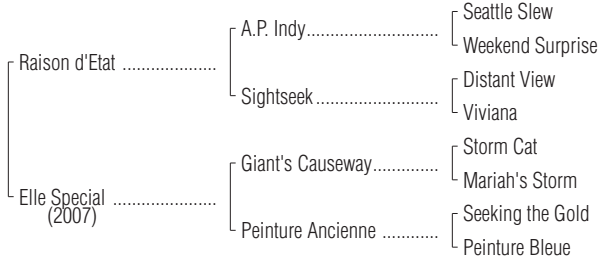 Seattle Slew
A.P. Indy..............................
Weekend Surprise
Raison d'Etat .....................
Distant View
Sightseek............................
Viviana
Storm Cat
Giant's Causeway...............
Mariah's Storm
Elle Special .......................
(2007)
Seeking the Gold
Peinture Ancienne .............
Peinture Bleue